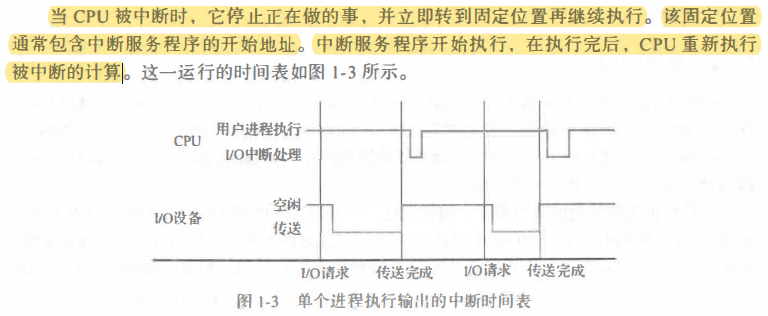 当 CPU 被中断时，它停止正在做的事，并立即转到固定位置再继续执行。该固定位置
通常包含中断服务程序的开始地址。中断服务程序开始执行，在执行完后，CPU 重新执行
被中断的计算。这一运行的时间表如图 1-3 所示。
CPU
用户进程执行
I/O中断处理
I/O设备
空闲
传送
I/O请求 传送完成 I/O请求 传送完成
图 1-3 单个进程执行输出的中断时间表